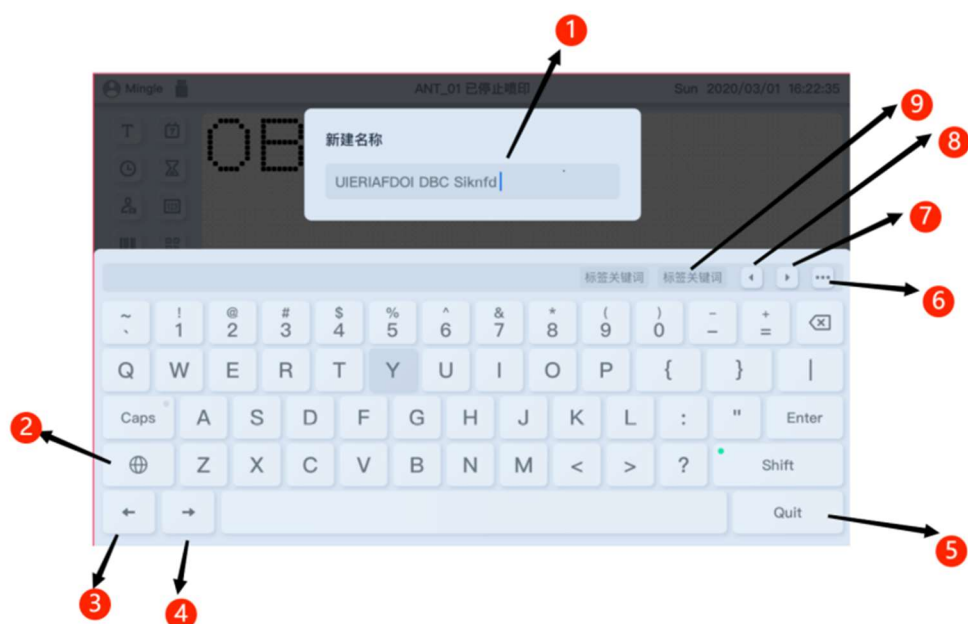 1
Mingle
ANT_01 已停止喷印
Sun 2020/03/01 16:22:35
T
7
OB
新建名称
UIERIAFDOI DBC Siknfd
9
8
7
6
标签关键词 标签关键词 ...
~ ! @ # $ % ^ & * ( ) - +
` 1 2 3 4 5 6 7 8 9 0 – =
Q W E R T Y U I O P { } |
Caps A S D F G H J K L : " Enter
2
Z X C V B N M < > ? Shift
← → Quit
5
3
4